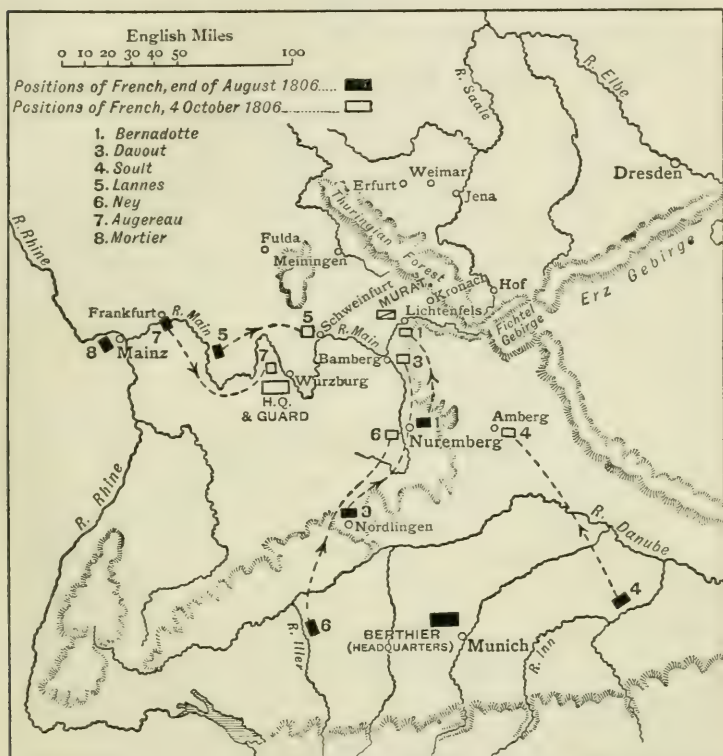 English Miles
0 10 20 30 40 50 100
Positions of French, end of August 1806.....
Positions of French, 4 October 1806...............
1. Bernadotte
3. Davout
4. Soult
5. Lannes
6. Ney
7. Augereau
8. Mortier
R. Saale
R. Elbe
Dresden
Erfurt
Weimar
Jena
Thuringian Forest
R. Rhine
Fulda
Meiningen
Hof
Erz Gebirge
Kronach
MURAT
Schweinfurt
Lichtenfels
Fichtel
Gebirge
Frankfurt
R. Main
7
5
5
R. Main
8
Mainz
Bamberg
3
7
Würzburg
H.Q.
& GUARD
1
6
Nuremberg
Amberg
4
R. Rhine
3
Nordlingen
R. Danube
4
6
R. Iller
BERTHIER
(HEADQUARTERS)
Munich
R. Inn